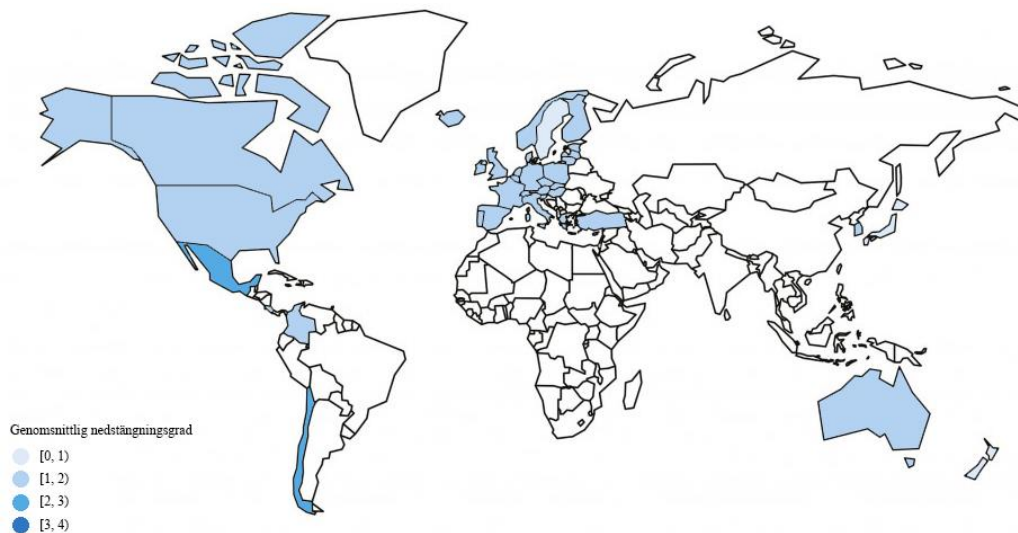 Genomsnittlig nedstängningsgrad
[0, 1)
[1, 2)
[2, 3)
[3, 4)